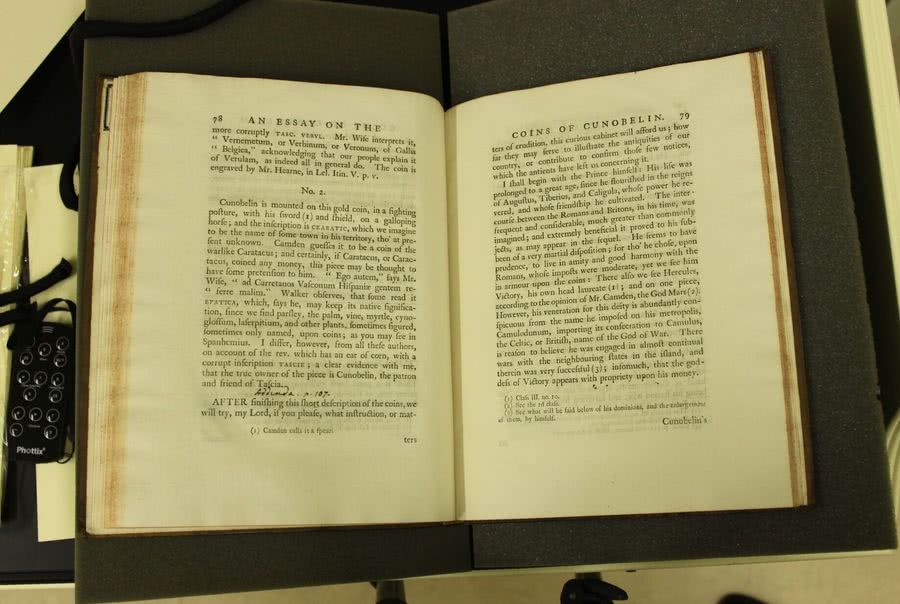 78 AN ESSAY ON THE
more corruptly TASC. VERVL. Mr. Wiſe interprets it,
“ Vernemetum, or Verbinum, or Veronum, of Gallia
“ Belgica,” acknowledging that our people explain it
of Verulam, as indeed all in general do. The coin is
engraved by Mr. Hearne, in Lel. Itin. V. p. v.
No. 2.
Cunobelin is mounted on this gold coin, in a fighting
poſture, with his ſword (1) and ſhield, on a galloping
horſe; and the inſcription is CEARATIC, which we imagine
to be the name of ſome town in his territory, tho' at pre-
ſent unknown. Camden gueſſes it to be a coin of the
warlike Caratacus; and certainly, if Caratacus, or Carac-
tacus, coined any money, this piece may be thought to
have ſome pretenſion to him. “ Ego autem,” ſays Mr.
Wiſe, “ ad Curretanos Vaſconum Hiſpaniæ gentem re-
“ ferre malim.” Walker obſerves, that ſome read it
EPATICA, which, ſays he, may keep its native ſignifica-
tion, ſince we find parſley, the palm, vine, myrtle, cyno-
gloſſum, laſerpitium, and other plants, ſometimes figured,
ſometimes only named, upon coins; as you may ſee in
Spanhemius. I differ, however, from all theſe authors,
on account of the rev. which has an ear of corn, with a
corrupt inſcription TASCIE; a clear evidence with me,
that the true owner of the piece is Cunobelin, the patron
and friend of Taſcia.
Addenda. p. 107.
AFTER finiſhing this ſhort deſcription of the coins, we
will try, my Lord, if you pleaſe, what inſtruction, or mat-
(1) Camden calls it a ſpear.
ters
COINS OF CUNOBELIN. 79
ters of erudition, this curious cabinet will afford us; how
far they may ſerve to illuſtrate the antiquities of our
country, or contribute to confirm thoſe few notices,
which the antients have left us concerning it.
I ſhall begin with the Prince himſelf: His life was
prolonged to a great age, ſince he flouriſhed in the reigns
of Auguſtus, Tiberius, and Caligula, whoſe power he re-
vered, and whoſe friendſhip he cultivated. The inter-
courſe between the Romans and Britons, in his time, was
frequent and conſiderable, much greater than commonly
imagined; and extremely beneficial it proved to his ſub-
jects, as may appear in the ſequel. He ſeems to have
been of a very martial diſpoſition; for tho' he choſe, upon
prudence, to live in amity and good harmony with the
Romans, whoſe impoſts were moderate, yet we ſee him
in armour upon the coins: There alſo we ſee Hercules,
Victory, his own head laureate (1); and on one piece,
according to the opinion of Mr. Camden, the God Mars (2).
However, his veneration for this deity is abundantly con-
ſpicuous from the name he impoſed on his metropolis,
Camulodunum, importing its conſecration to Camulus,
the Celtic, or Britiſh, name of the God of War. There
is reaſon to believe he was engaged in almoſt continual
wars with the neighbouring ſtates in the iſland, and
therein was very ſucceſsful (3); inſomuch, that the god-
deſs of Victory appears with propriety upon his money.
(1) Claſs III. no. 10.
(2) See the 2d claſs.
(3) See what will be ſaid below of his dominions, and the enlargement
of them, by himſelf.
Cunobelin's
Phottix